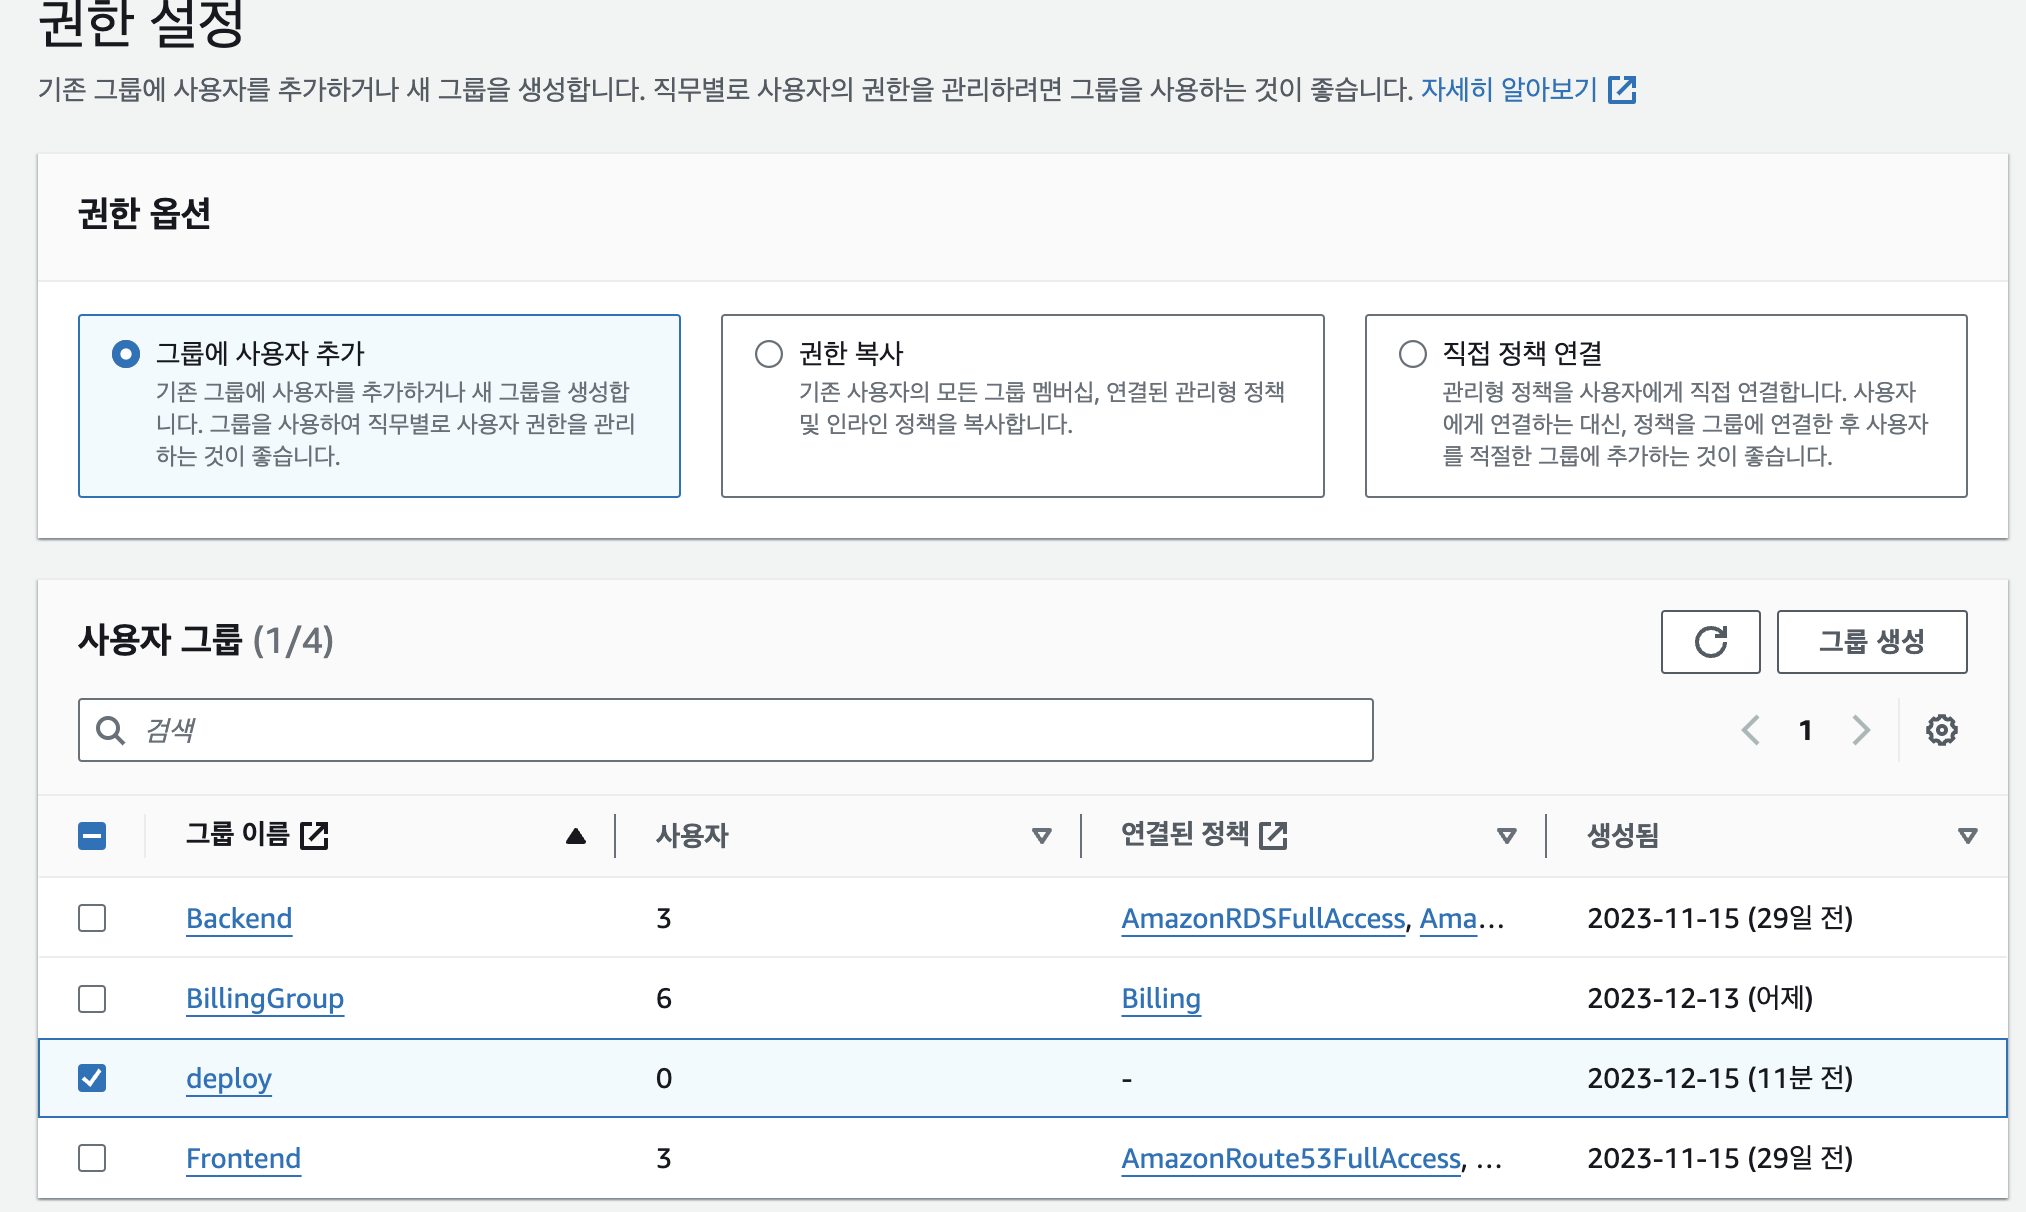 권한 설정
기존 그룹에 사용자를 추가하거나 새 그룹을 생성합니다. 직무별로 사용자의 권한을 관리하려면 그룹을 사용하는 것이 좋습니다. 자세히 알아보기
권한 옵션
그룹에 사용자 추가
기존 그룹에 사용자를 추가하거나 새 그룹을 생성합
니다. 그룹을 사용하여 직무별로 사용자 권한을 관리
하는 것이 좋습니다.
권한 복사
기존 사용자의 모든 그룹 멤버십, 연결된 관리형 정책
및 인라인 정책을 복사합니다.
직접 정책 연결
관리형 정책을 사용자에게 직접 연결합니다. 사용자
에게 연결하는 대신, 정책을 그룹에 연결한 후 사용자
를 적절한 그룹에 추가하는 것이 좋습니다.
사용자 그룹 (1/4)
그룹 생성
검색
1
그룹 이름 사용자 연결된 정책 생성됨
Backend 3 AmazonRDSFullAccess, Ama... 2023-11-15 (29일 전)
BillingGroup 6 Billing 2023-12-13 (어제)
deploy 0 - 2023-12-15 (11분 전)
Frontend 3 AmazonRoute53FullAccess, ... 2023-11-15 (29일 전)